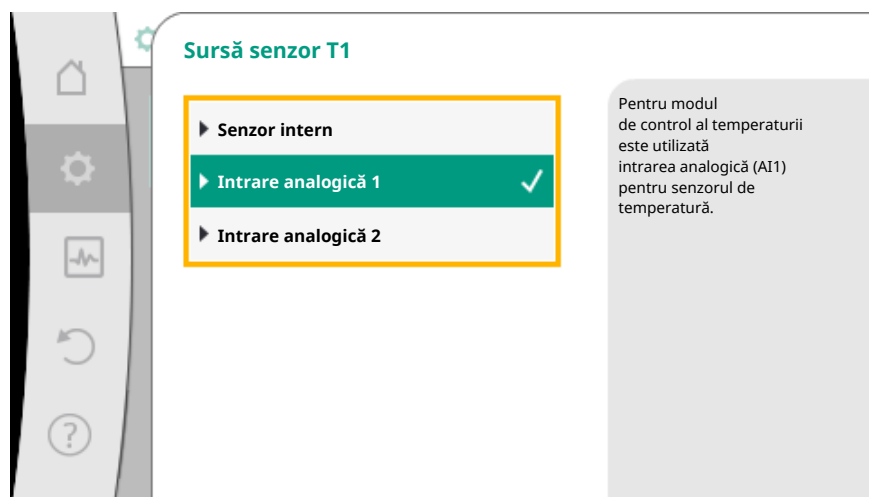 Sursă senzor T1
Senzor intern
Intrare analogică 1
Intrare analogică 2
Pentru modul
de control al temperaturii
este utilizată
intrarea analogică (AI1)
pentru senzorul de
temperatură.
?